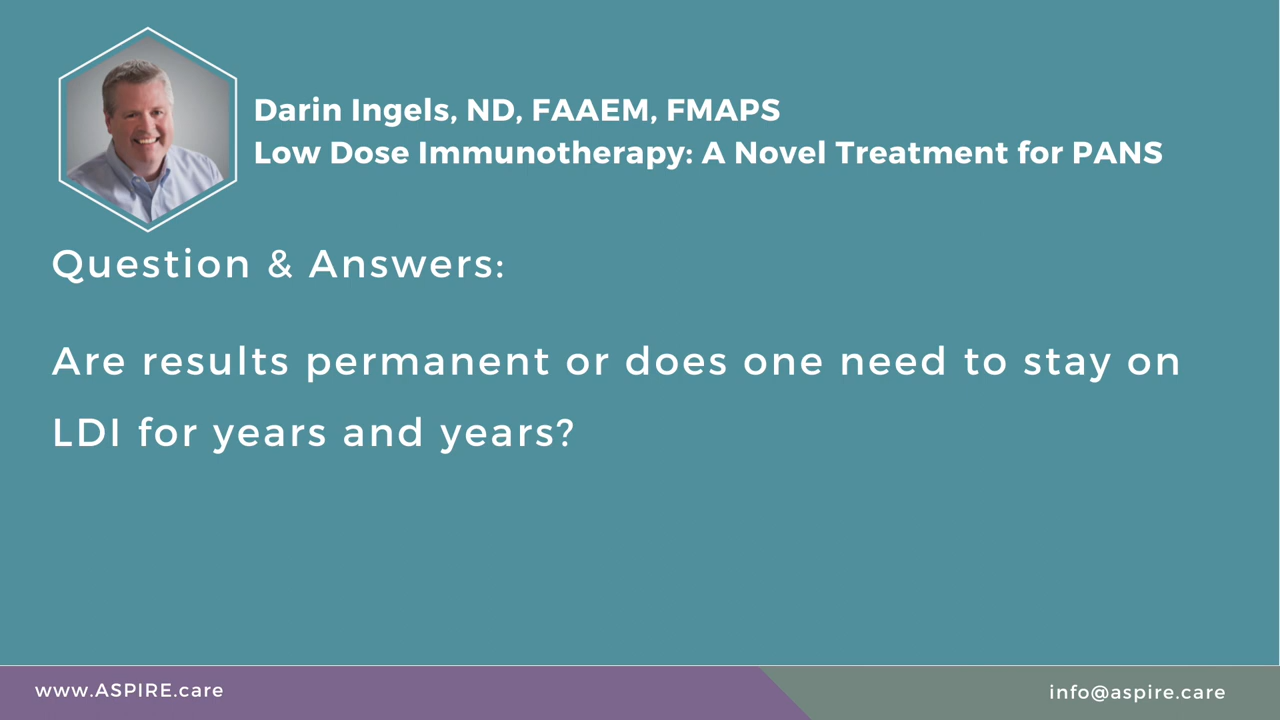 Darin Ingels, ND, FAAEM, FMAPS
Low Dose Immunotherapy: A Novel Treatment for PANS
Question & Answers:
Are results permanent or does one need to stay on
LDI for years and years?
www.ASPIRE.care
info@aspire.care